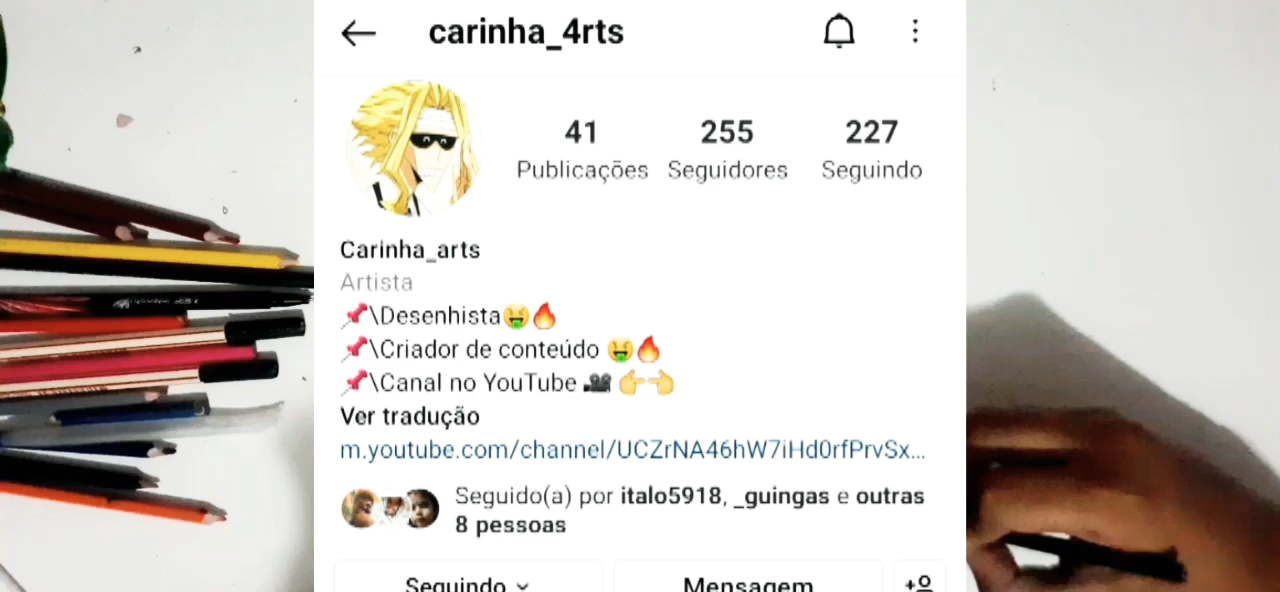 carinha_4rts
41 255 227
Publicações Seguidores Seguindo
Carinha_arts
Artista
📌\Desenhista🤑🔥
📌\Criador de conteúdo 🤑🔥
📌\Canal no YouTube 🎥 👉👈
Ver tradução
m.youtube.com/channel/UCZrNA46hW7iHd0rfPrvSx...
Seguido(a) por italo5918, _guingas e outras
8 pessoas
Seguindo Mensagem